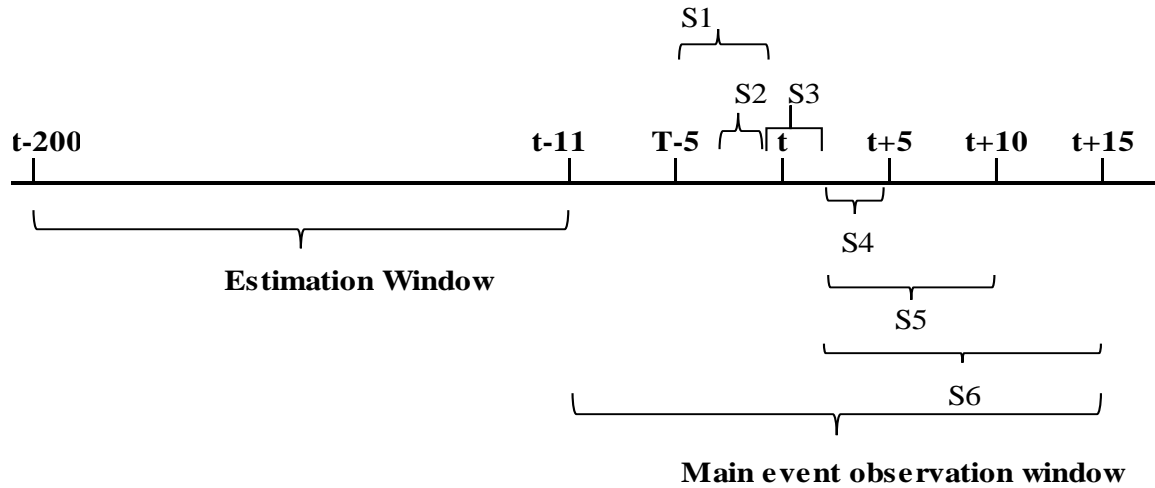 S1
S2 S3
t-200 t-11 T-5 t t+5 t+10 t+15
S4
Estimation Window
S5
S6
Main event observation window